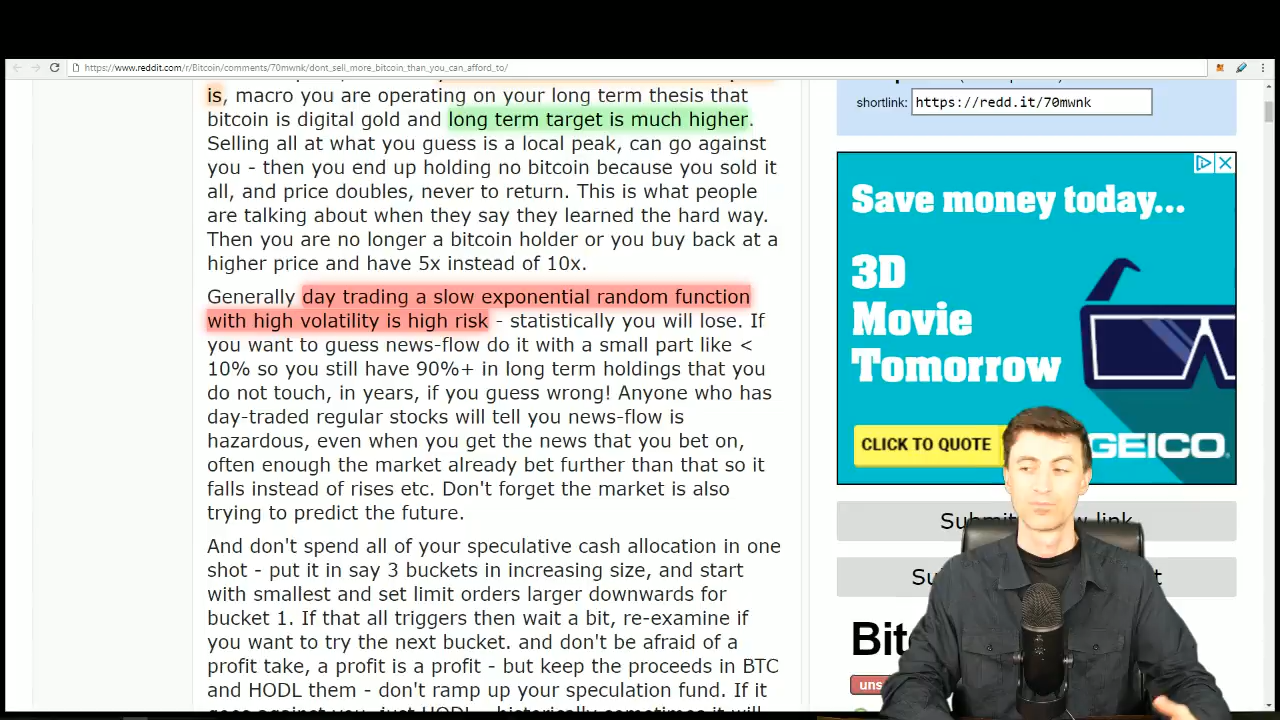 https://www.reddit.com/r/Bitcoin/comments/70mwnk/dont_sell_more_bitcoin_than_you_can_afford_to/
is, macro you are operating on your long term thesis that
bitcoin is digital gold and long term target is much higher.
Selling all at what you guess is a local peak, can go against
you - then you end up holding no bitcoin because you sold it
all, and price doubles, never to return. This is what people
are talking about when they say they learned the hard way.
Then you are no longer a bitcoin holder or you buy back at a
higher price and have 5x instead of 10x.
Generally day trading a slow exponential random function
with high volatility is high risk - statistically you will lose. If
you want to guess news-flow do it with a small part like <
10% so you still have 90%+ in long term holdings that you
do not touch, in years, if you guess wrong! Anyone who has
day-traded regular stocks will tell you news-flow is
hazardous, even when you get the news that you bet on,
often enough the market already bet further than that so it
falls instead of rises etc. Don't forget the market is also
trying to predict the future.
And don't spend all of your speculative cash allocation in one
shot - put it in say 3 buckets in increasing size, and start
with smallest and set limit orders larger downwards for
bucket 1. If that all triggers then wait a bit, re-examine if
you want to try the next bucket. and don't be afraid of a
profit take, a profit is a profit - but keep the proceeds in BTC
and HODL them - don't ramp up your speculation fund. If it
shortlink: https://redd.it/70mwnk
Save money today...
3D
Movie
Tomorrow
CLICK TO QUOTE
GEICO.
link
Bit
uns